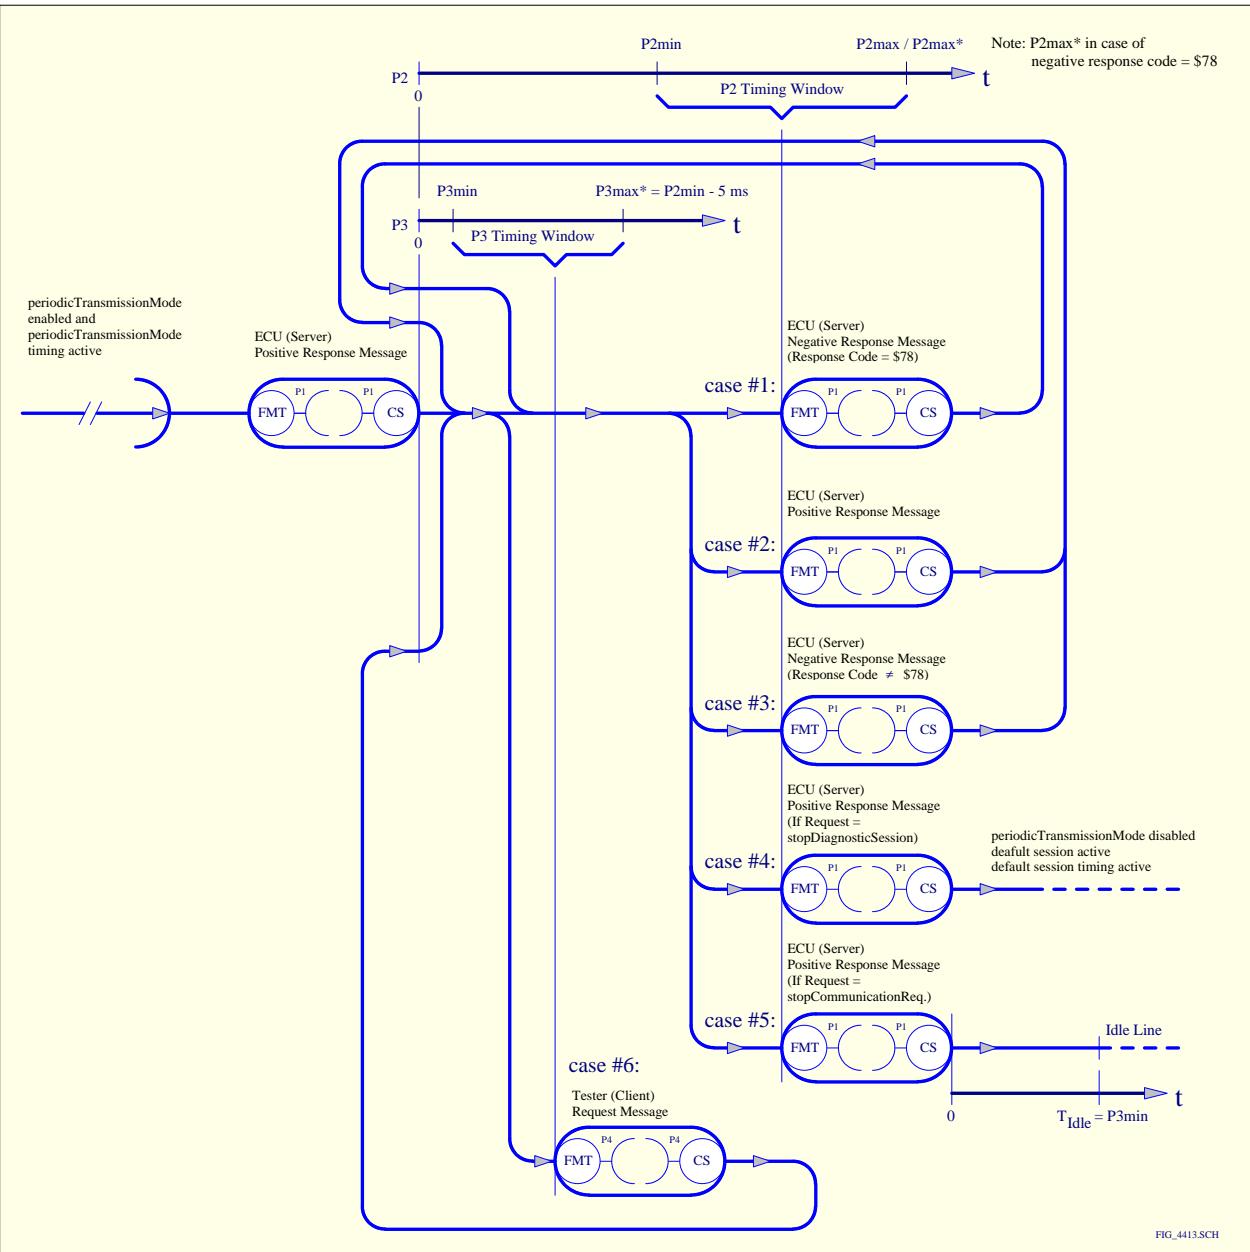 P2min
P2max / P2max*
Note: P2max* in case of
negative response code = $78
P2
0
P2 Timing Window
t
P3min
P3max* = P2min - 5 ms
P3
0
P3 Timing Window
t
periodicTransmissionMode
enabled and
periodicTransmissionMode
timing active
ECU (Server)
Positive Response Message
FMT
P1
P1
CS
ECU (Server)
Negative Response Message
(Response Code = $78)
case #1:
FMT
P1
P1
CS
ECU (Server)
Positive Response Message
case #2:
FMT
P1
P1
CS
ECU (Server)
Negative Response Message
(Response Code ≠ $78)
case #3:
FMT
P1
P1
CS
ECU (Server)
Positive Response Message
(If Request =
stopDiagnosticSession)
case #4:
FMT
P1
P1
CS
periodicTransmissionMode disabled
deafult session active
default session timing active
ECU (Server)
Positive Response Message
(If Request =
stopCommunicationReq.)
case #5:
FMT
P1
P1
CS
Idle Line
t
0
TIdle = P3min
case #6:
Tester (Client)
Request Message
FMT
P4
P4
CS
FIG_4413.SCH